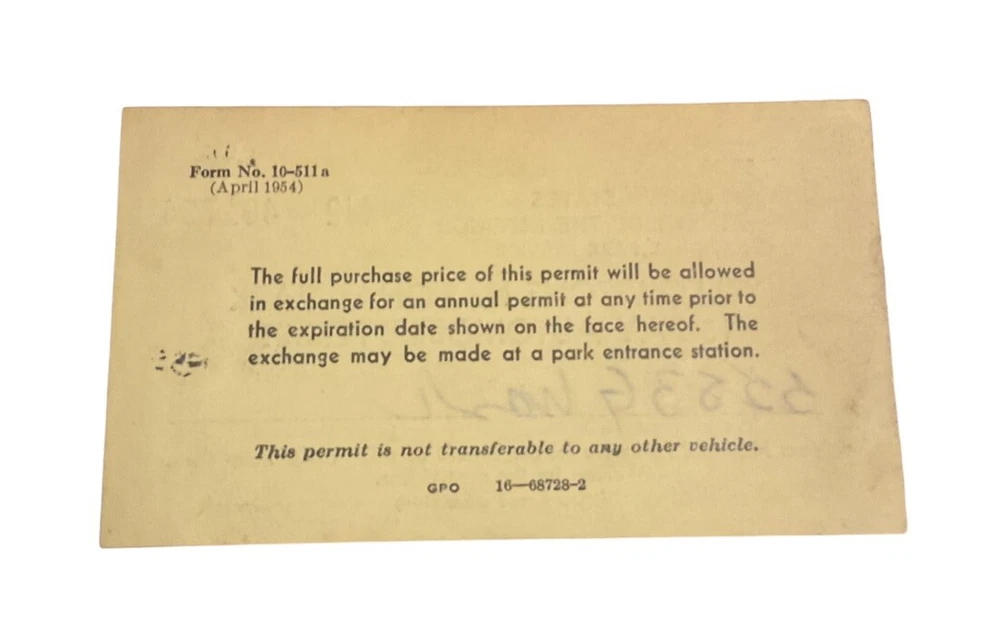 Form No. 10-511a
(April 1954)
The full purchase price of this permit will be allowed
in exchange for an annual permit at any time prior to
the expiration date shown on the face hereof. The
exchange may be made at a park entrance station.
This permit is not transferable to any other vehicle.
GPO 16—68728-2